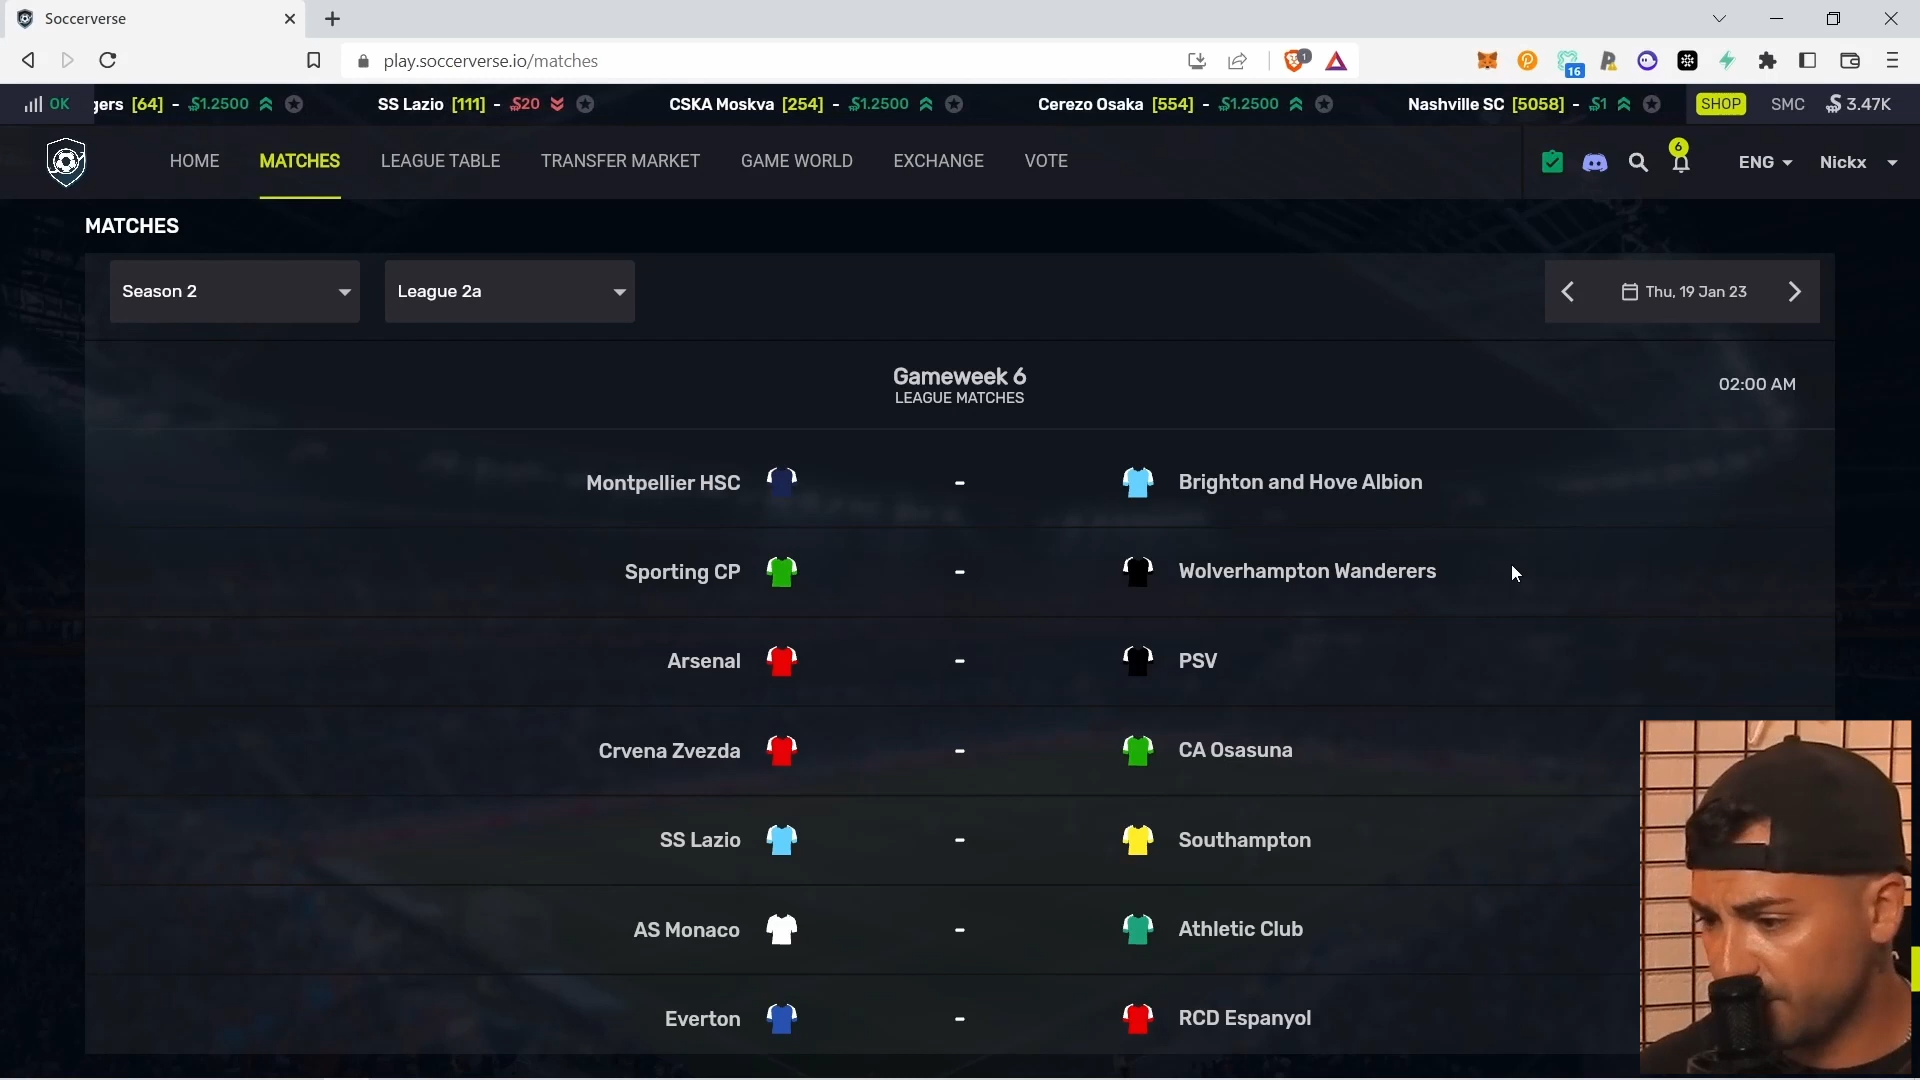 Soccerverse
play.soccerverse.io/matches
1
16
OK
gers [64] - $1.2500
SS Lazio [111] - $20
CSKA Moskva [254] - $1.2500
Cerezo Osaka [554] - $1.2500
Nashville SC [5058] - $1
SHOP
SMC
$ 3.47K
HOME
MATCHES
LEAGUE TABLE
TRANSFER MARKET
GAME WORLD
EXCHANGE
VOTE
6
ENG
Nickx
MATCHES
Season 2
League 2a
Thu, 19 Jan 23
Gameweek 6
LEAGUE MATCHES
02:00 AM
Montpellier HSC - Brighton and Hove Albion
Sporting CP - Wolverhampton Wanderers
Arsenal - PSV
Crvena Zvezda - CA Osasuna
SS Lazio - Southampton
AS Monaco - Athletic Club
Everton - RCD Espanyol